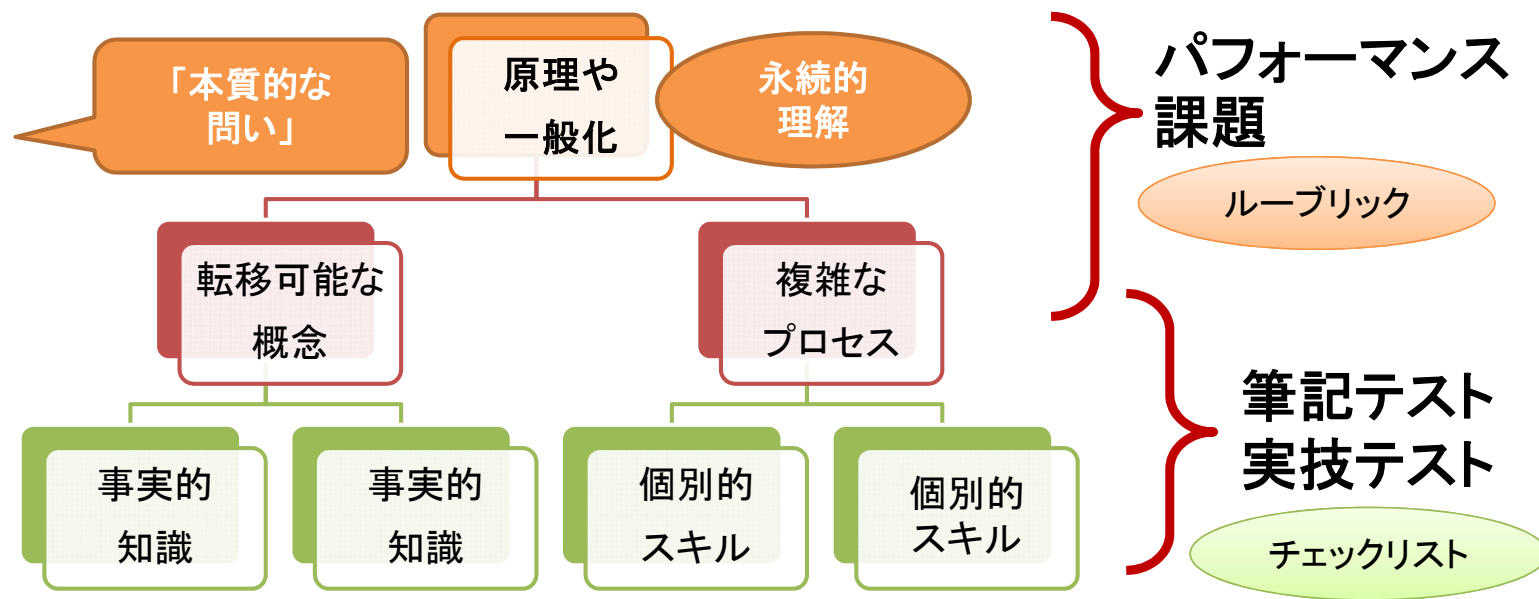 「本質的な
問い」
原理や
一般化
永続的
理解
パフォーマンス
課題
ルーブリック
転移可能な
概念
複雑な
プロセス
筆記テスト
実技テスト
チェックリスト
事実的
知識
事実的
知識
個別的
スキル
個別的
スキル